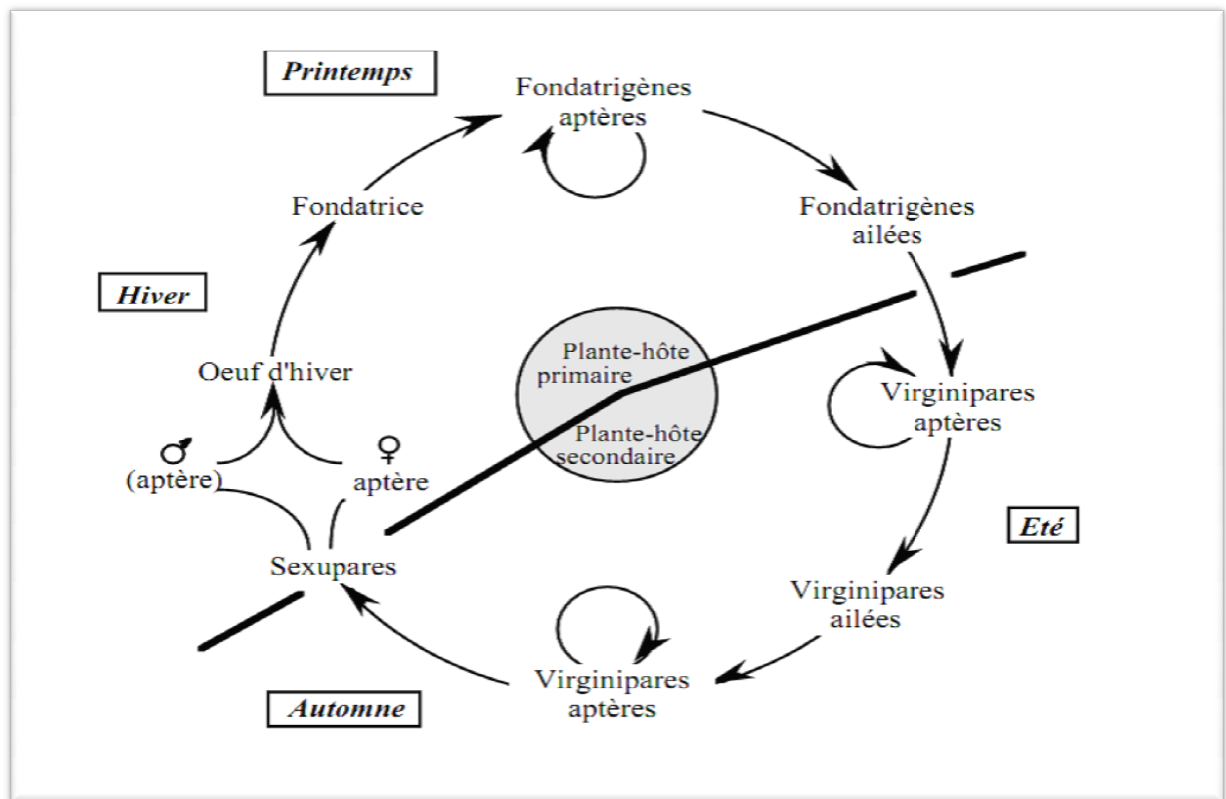 Printemps
Fondatrigènes
aptères
Fondatrice
Fondatrigènes
ailées
Hiver
Oeuf d'hiver
Plante-hôte
primaire
Plante-hôte
secondaire
Virginipares
aptères
♂
(aptère)
♀
aptère
Eté
Sexupares
Virginipares
ailées
Virginipares
aptères
Automne